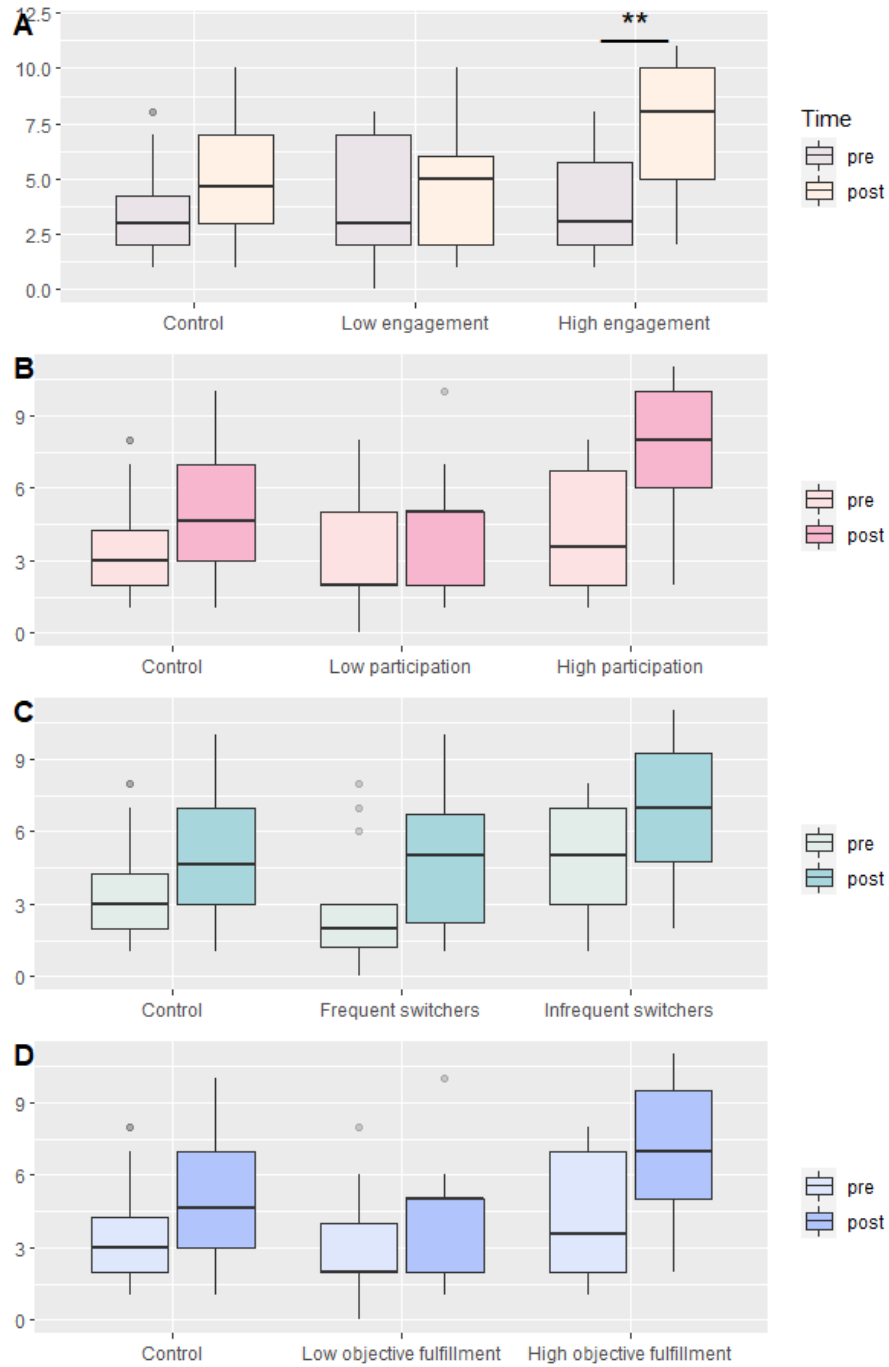 A
12.5
10.0
7.5
5.0
2.5
0.0
**
Control
Low engagement
High engagement
Time
pre
post
B
9
6
3
0
Control
Low participation
High participation
pre
post
C
9
6
3
0
Control
Frequent switchers
Infrequent switchers
pre
post
D
9
6
3
0
Control
Low objective fulfillment
High objective fulfillment
pre
post